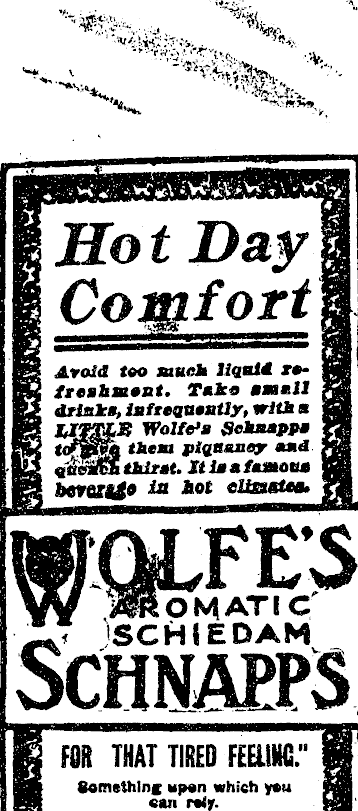 Hot Day
Comfort
Avoid too much liquid re-
freshment. Take small
drinks, infrequently, with a
LITTLE Wolfe's Schnapps
to give them piquancy and
quench thirst. It is a famous
beverage in hot climates.
WOLFE'S
AROMATIC
SCHIEDAM
SCHNAPPS
FOR THAT TIRED FEELING."
Something upon which you
can rely.